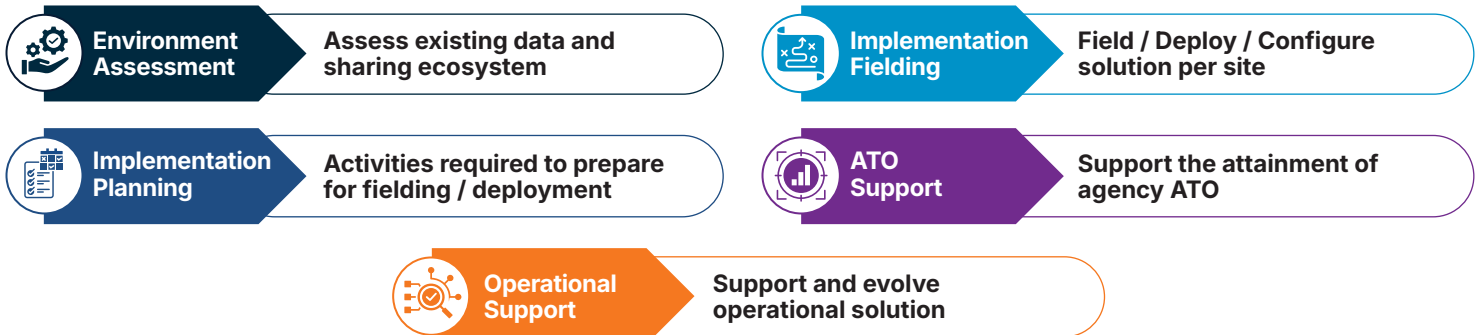 Environment
Assessment
Assess existing data and
sharing ecosystem
Implementation
Fielding
Field / Deploy / Configure
solution per site
Implementation
Planning
Activities required to prepare
for fielding / deployment
ATO
Support
Support the attainment of
agency ATO
Operational
Support
Support and evolve
operational solution